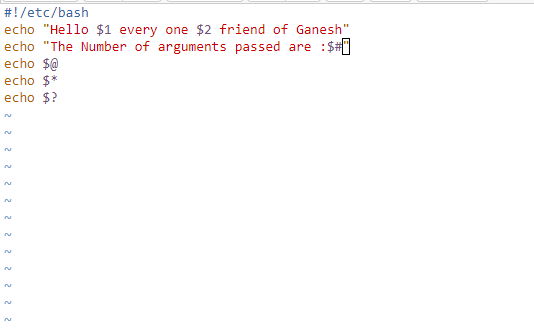 #!/etc/bash
echo "Hello $1 every one $2 friend of Ganesh"
echo "The Number of arguments passed are :$#"
echo $@
echo $*
echo $?
~
~
~
~
~
~
~
~
~
~
~
~
~